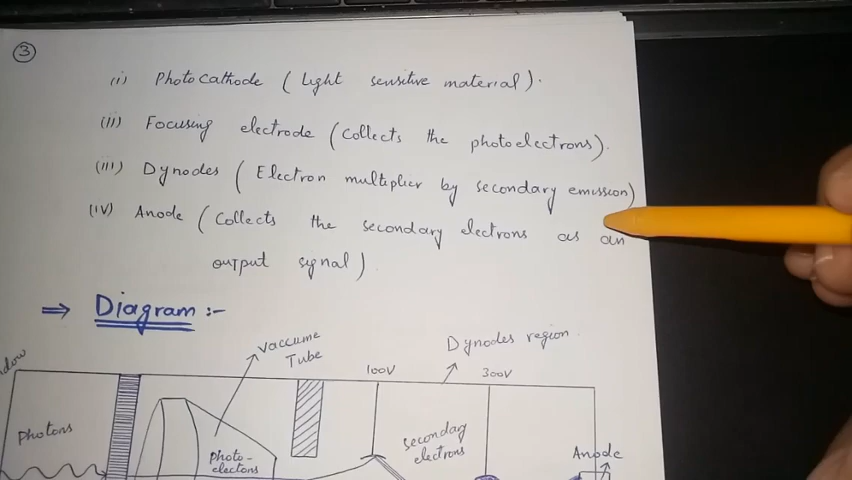 3
(i) Photocathode (Light sensitive material).
(ii) Focusing electrode (Collects the photoelectrons).
(iii) Dynodes (Electron multiplier by secondary emission)
(iv) Anode (Collects the secondary electrons as an
output signal)
⇒ Diagram :-
Vaccume
Tube
Dynodes region
100V
300V
photons
photo-
electons
secondary
electrons
Anode